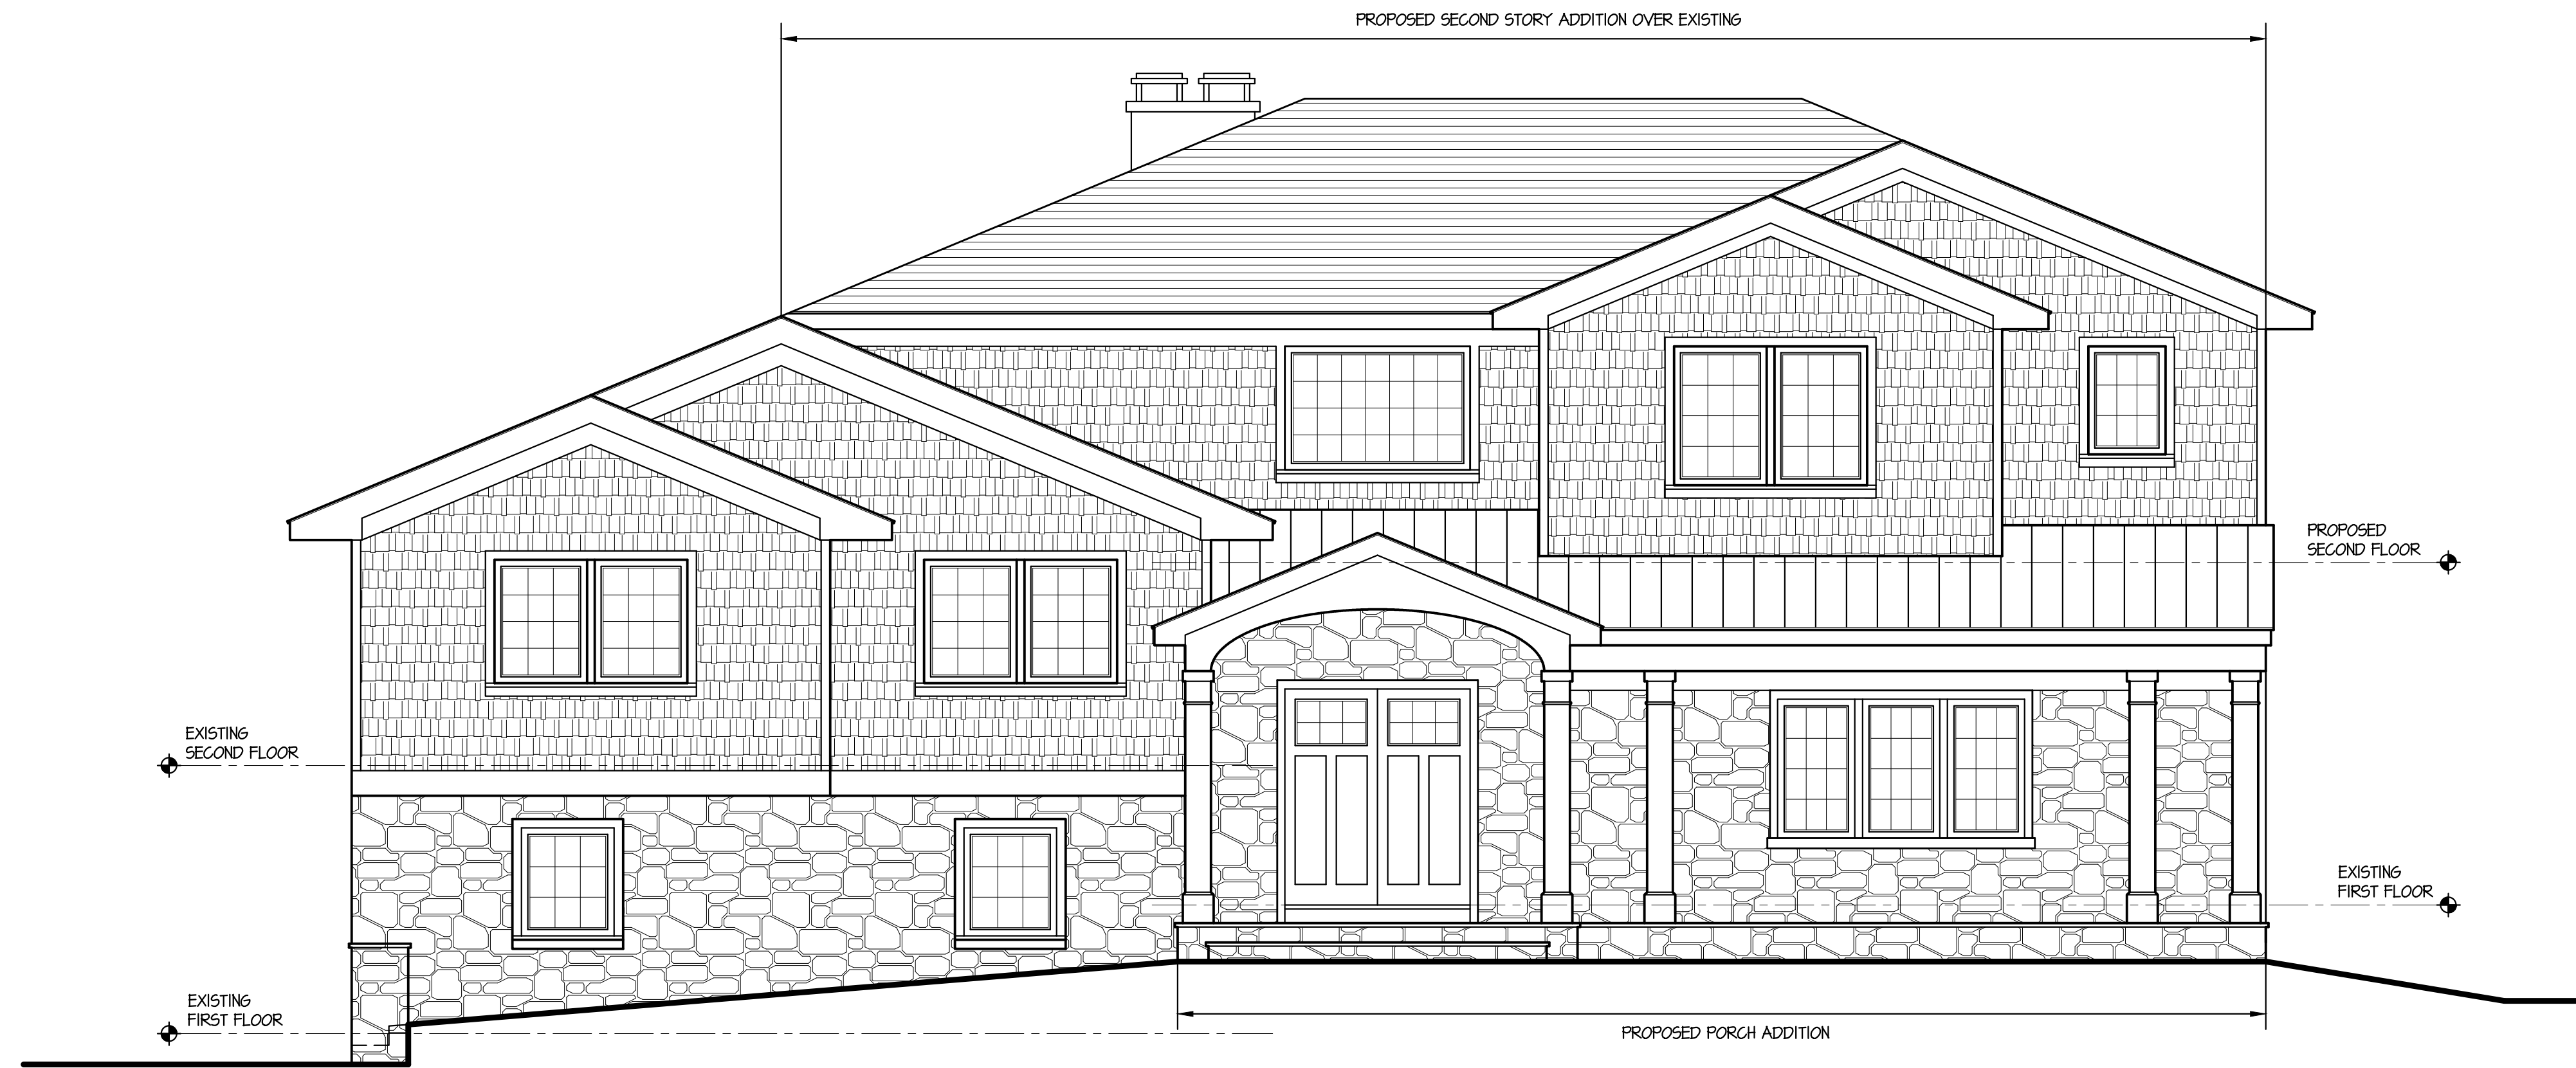 PROPOSED SECOND STORY ADDITION OVER EXISTING
PROPOSED
SECOND FLOOR
EXISTING
SECOND FLOOR
EXISTING
FIRST FLOOR
EXISTING
FIRST FLOOR
PROPOSED PORCH ADDITION